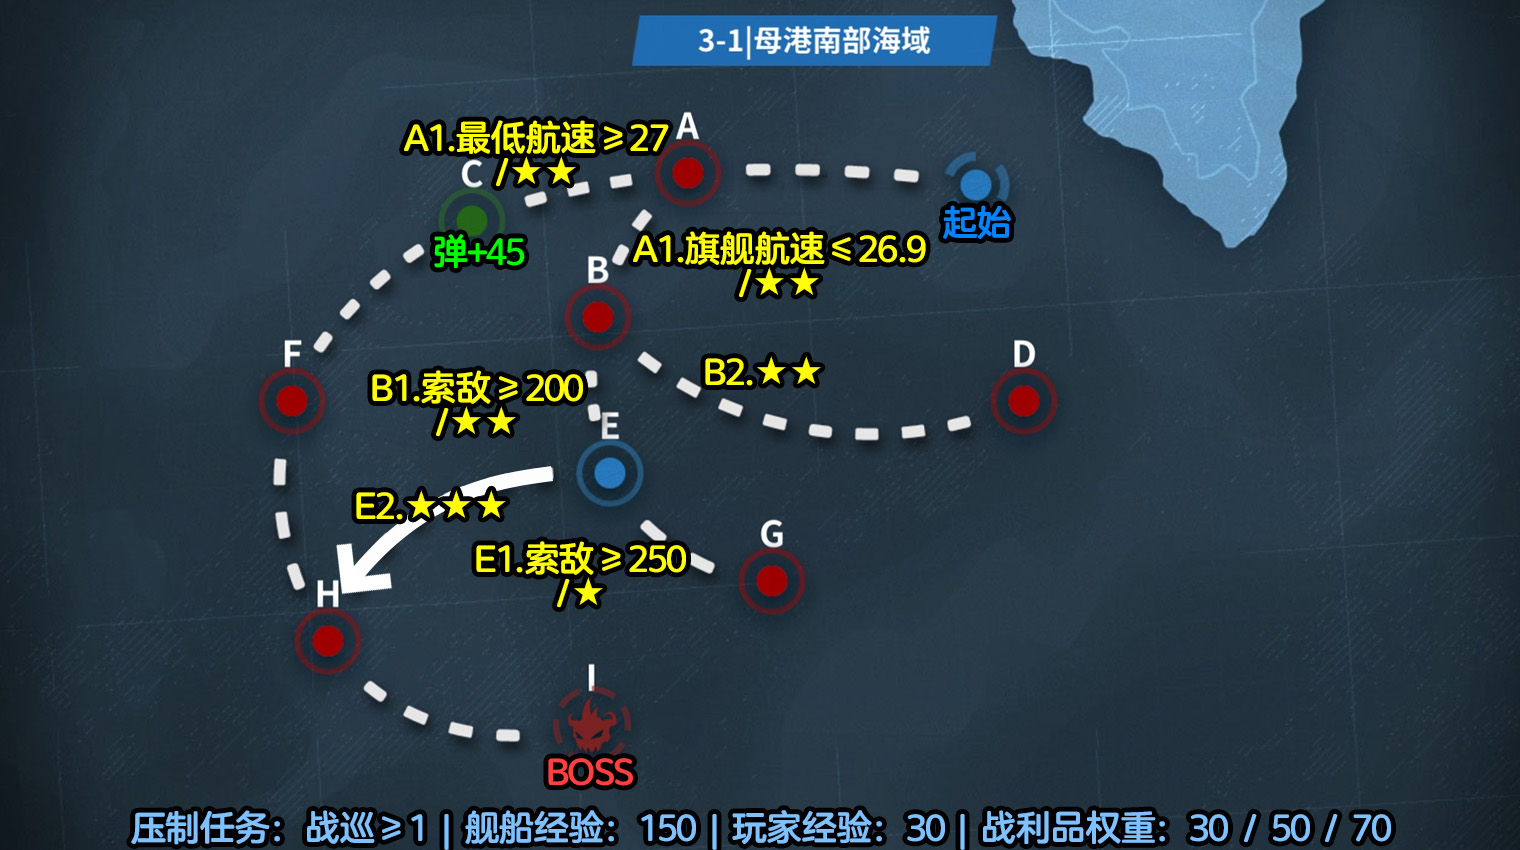 3-1|母港南部海域
A
A1.最低航速≥27
/★★
C
弹+45
起始
A1.旗舰航速≤26.9
/★★
B
F
D
B2.★★
B1.索敌≥200
/★★
E
E2.★★★
G
E1.索敌≥250
/★
H
I
BOSS
压制任务：战巡≥1 | 舰船经验：150 | 玩家经验：30 | 战利品权重：30 / 50 / 70